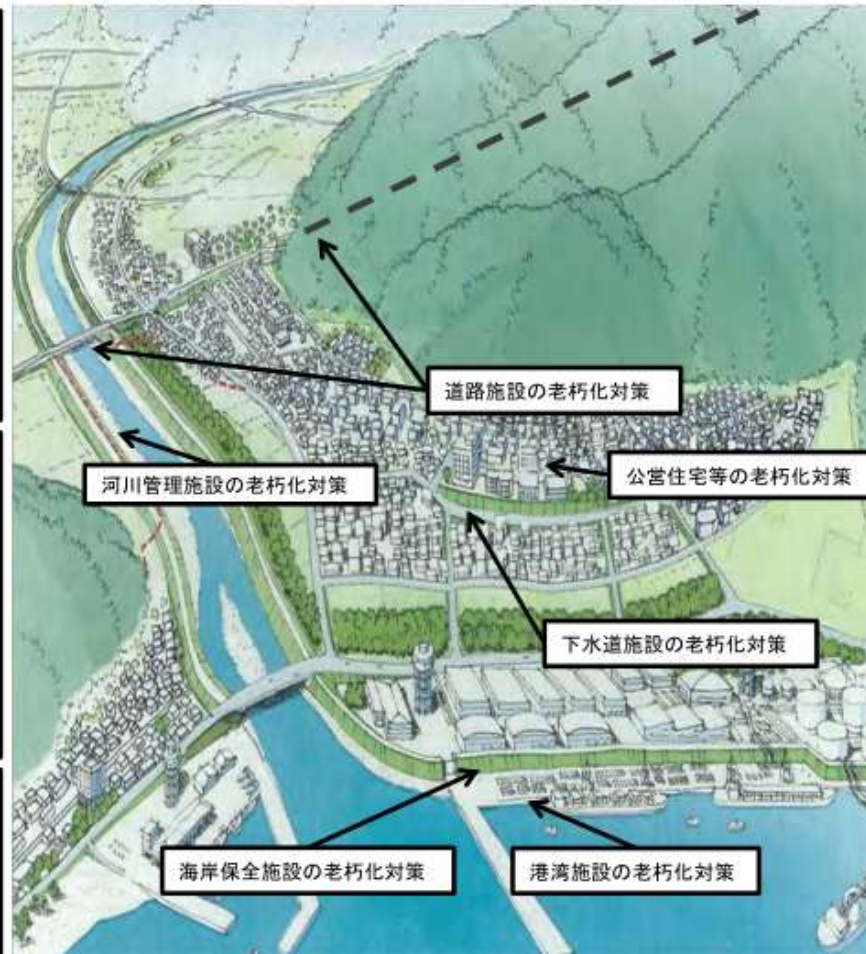 道路施設の老朽化対策
公営住宅等の老朽化対策
河川管理施設の老朽化対策
下水道施設の老朽化対策
海岸保全施設の老朽化対策
港湾施設の老朽化対策